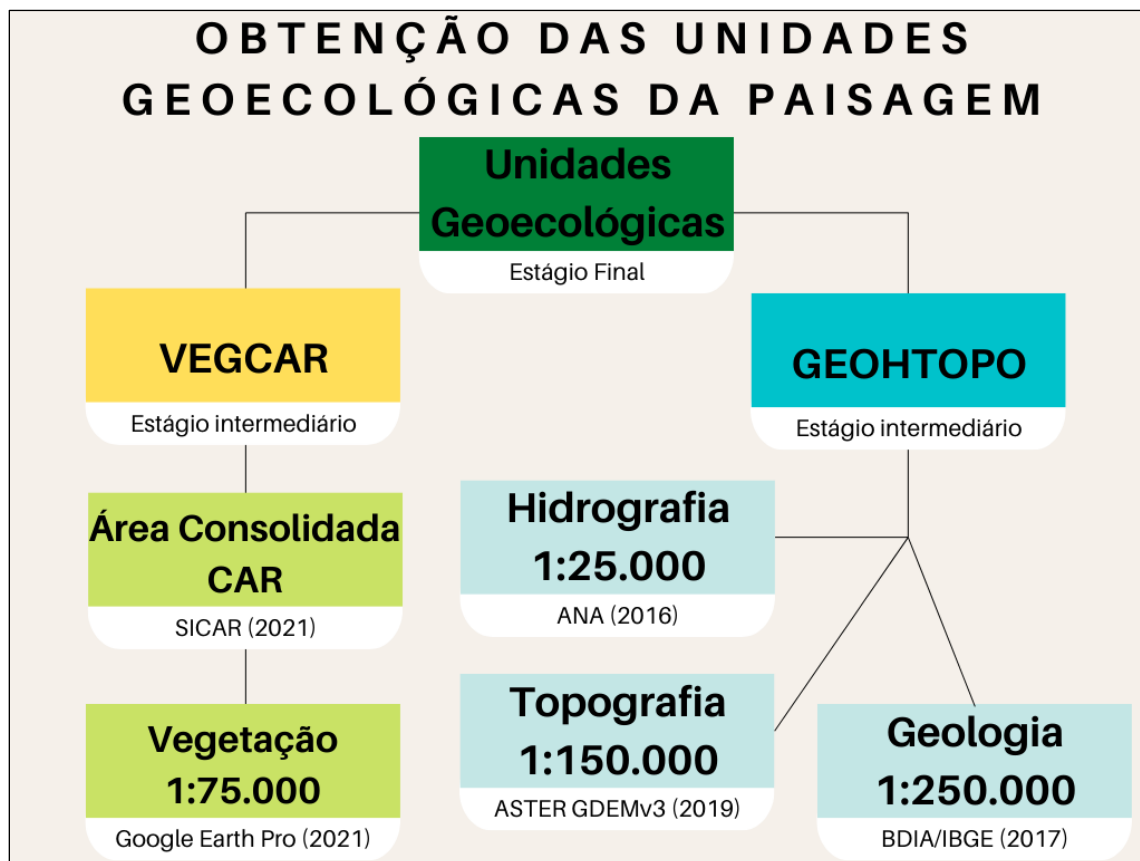 OBTENÇÃO DAS UNIDADES
GEOECOLÓGICAS DA PAISAGEM
Unidades
Geoecológicas
Estágio Final
VEGCAR
Estágio intermediário
GEOHTOPO
Estágio intermediário
Área Consolidada
CAR
SICAR (2021)
Hidrografia
1:25.000
ANA (2016)
Vegetação
1:75.000
Google Earth Pro (2021)
Topografia
1:150.000
ASTER GDEMv3 (2019)
Geologia
1:250.000
BDIA/IBGE (2017)